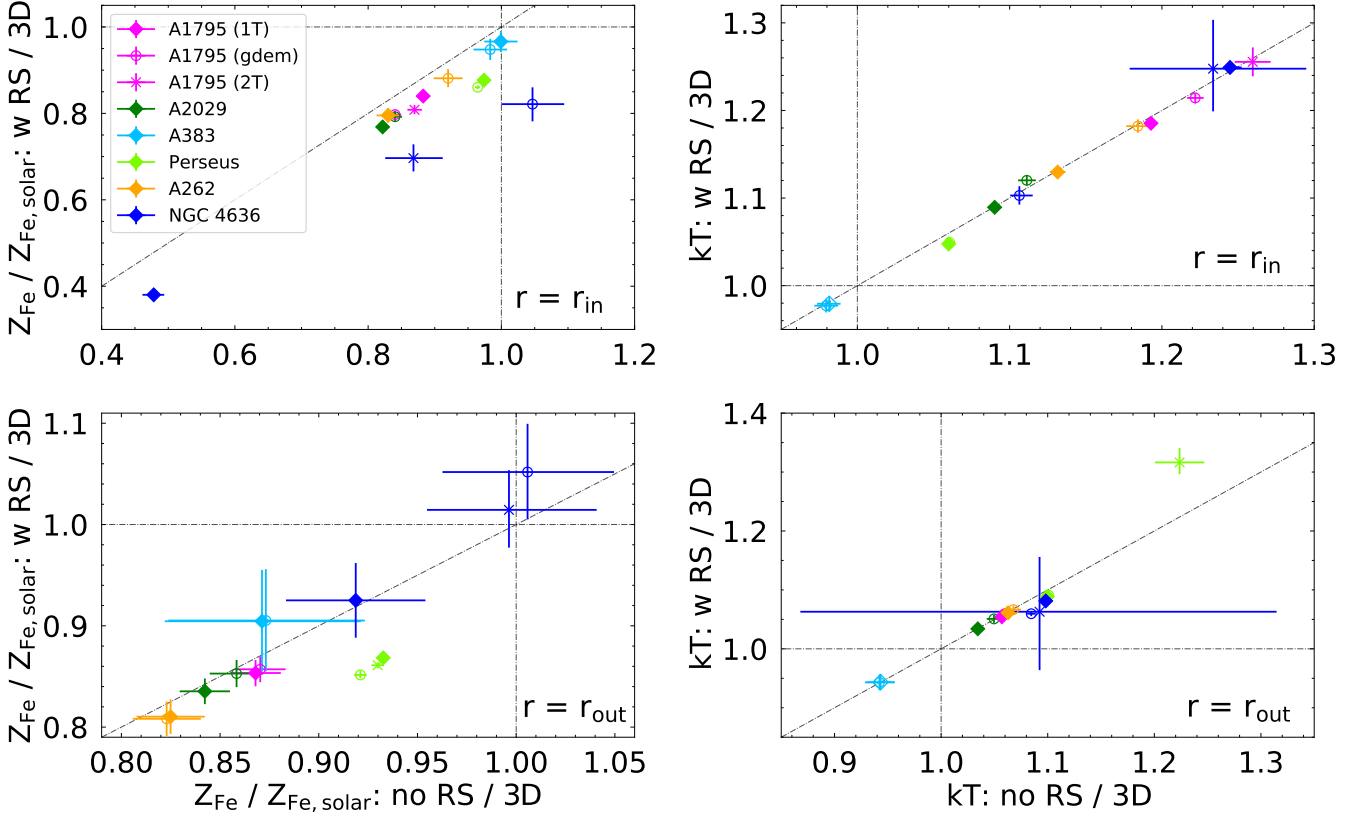 Z_Fe / Z_Fe, solar: w RS / 3D
1.0
0.8
0.6
0.4
A1795 (1T)
A1795 (gdem)
A1795 (2T)
A2029
A383
Perseus
A262
NGC 4636
r = r_in
0.4 0.6 0.8 1.0 1.2
kT: w RS / 3D
1.3
1.2
1.1
1.0
r = r_in
1.0 1.1 1.2 1.3
Z_Fe / Z_Fe, solar: w RS / 3D
1.1
1.0
0.9
0.8
r = r_out
0.80 0.85 0.90 0.95 1.00 1.05
Z_Fe / Z_Fe, solar: no RS / 3D
kT: w RS / 3D
1.4
1.2
1.0
r = r_out
0.9 1.0 1.1 1.2 1.3
kT: no RS / 3D